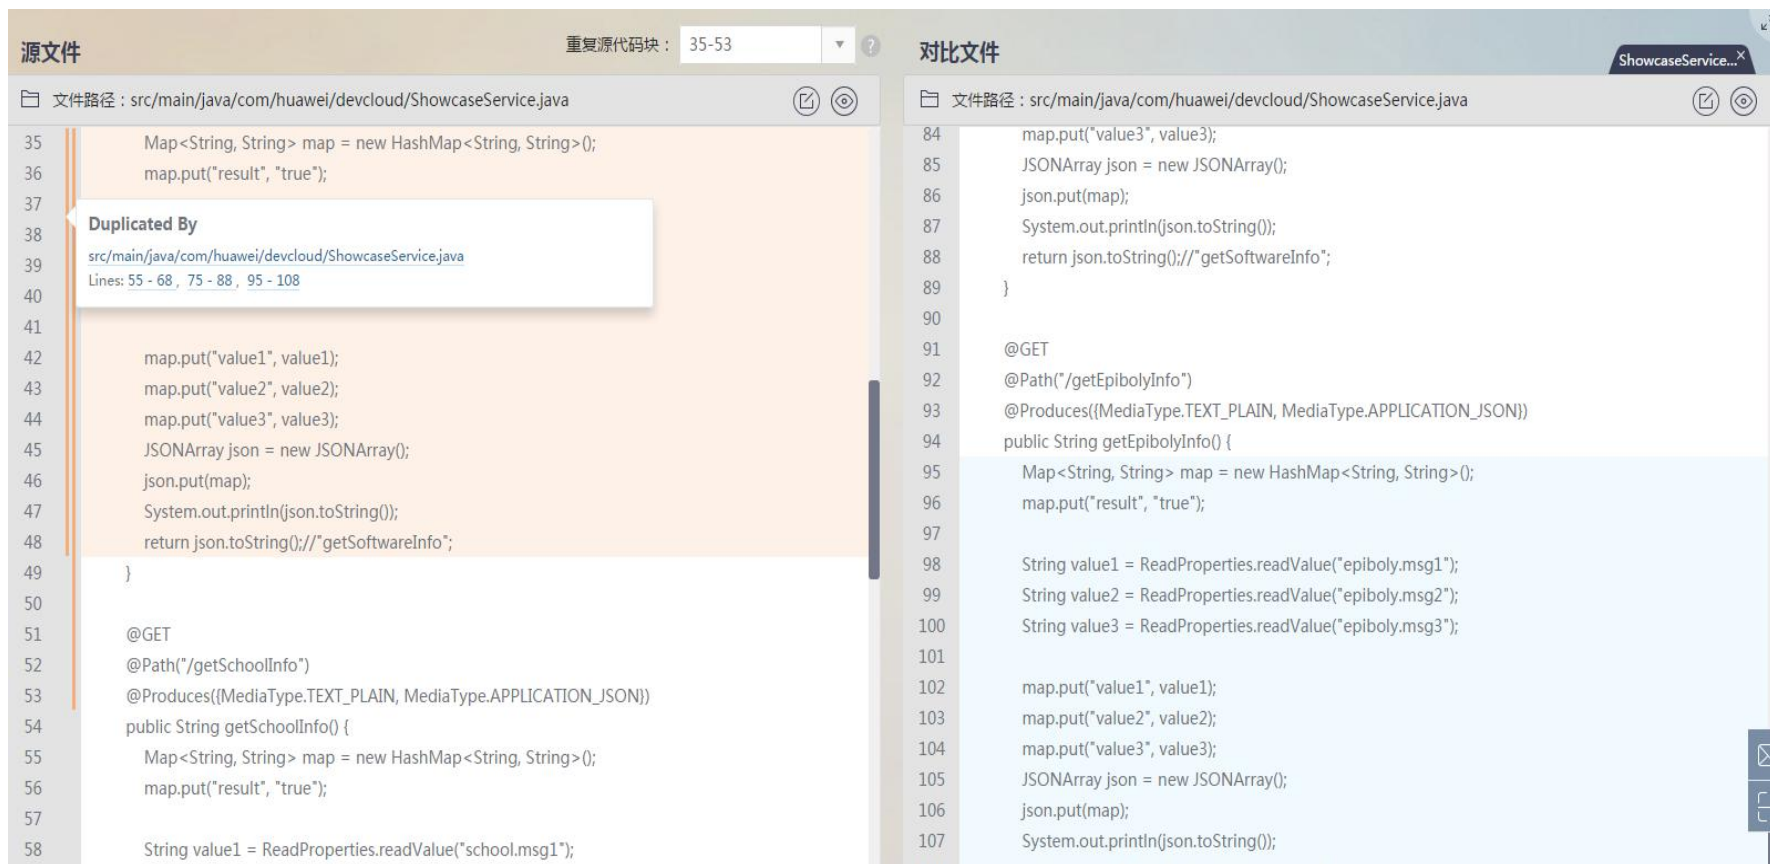 源文件
重复源代码块： 35-53
文件路径：src/main/java/com/huawei/devcloud/ShowcaseService.java
35 Map<String, String> map = new HashMap<String, String>();
36 map.put("result", "true");
37
38
39
40
41
Duplicated By
src/main/java/com/huawei/devcloud/ShowcaseService.java
Lines: 55 - 68 , 75 - 88 , 95 - 108
42 map.put("value1", value1);
43 map.put("value2", value2);
44 map.put("value3", value3);
45 JSONArray json = new JSONArray();
46 json.put(map);
47 System.out.println(json.toString());
48 return json.toString();//"getSoftwareInfo";
49 }
50
51 @GET
52 @Path("/getSchoolInfo")
53 @Produces({MediaType.TEXT_PLAIN, MediaType.APPLICATION_JSON})
54 public String getSchoolInfo() {
55 Map<String, String> map = new HashMap<String, String>();
56 map.put("result", "true");
57
58 String value1 = ReadProperties.readValue("school.msg1");
对比文件
ShowcaseService...
文件路径：src/main/java/com/huawei/devcloud/ShowcaseService.java
84 map.put("value3", value3);
85 JSONArray json = new JSONArray();
86 json.put(map);
87 System.out.println(json.toString());
88 return json.toString();//"getSoftwareInfo";
89 }
90
91 @GET
92 @Path("/getEpibolyInfo")
93 @Produces({MediaType.TEXT_PLAIN, MediaType.APPLICATION_JSON})
94 public String getEpibolyInfo() {
95 Map<String, String> map = new HashMap<String, String>();
96 map.put("result", "true");
97
98 String value1 = ReadProperties.readValue("epiboly.msg1");
99 String value2 = ReadProperties.readValue("epiboly.msg2");
100 String value3 = ReadProperties.readValue("epiboly.msg3");
101
102 map.put("value1", value1);
103 map.put("value2", value2);
104 map.put("value3", value3);
105 JSONArray json = new JSONArray();
106 json.put(map);
107 System.out.println(json.toString());